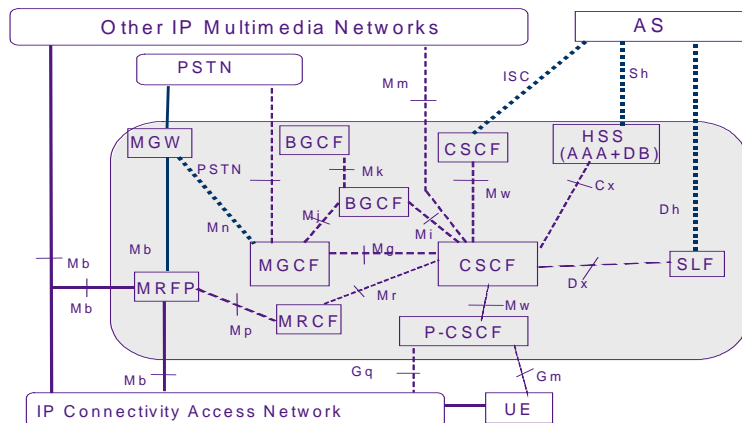 Other IP Multimedia Networks
AS
PSTN
Mm
ISC
Sh
MGW
BGCF
CSCF
HSS
(AAA+DB)
PSTN
Mk
Mw
Cx
BGCF
Mn
Mj
Mi
Dh
Mb
Mb
MGCF
Mg
CSCF
SLF
MRFP
Mb
Mr
Dx
Mp
MRCF
Mw
P-CSCF
Mb
Gq
Gm
IP Connectivity Access Network
UE